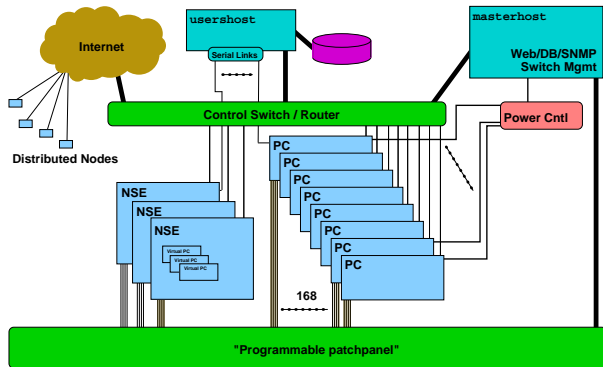 Internet
usershost
Serial Links
masterhost
Web/DB/SNMP
Switch Mgmt
Control Switch / Router
Power Cntl
Distributed Nodes
PC
PC
PC
PC
PC
PC
PC
PC
NSE
NSE
NSE
Virtual PC
Virtual PC
Virtual PC
168
"Programmable patchpanel"